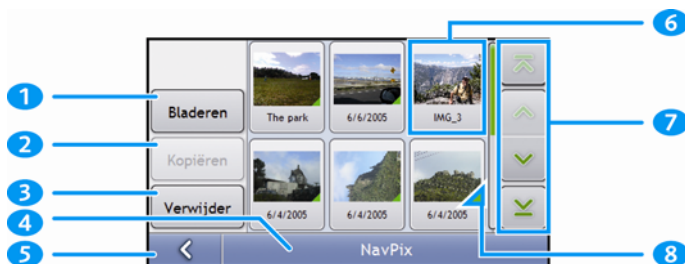 1
2
3
4
5
6
7
8
Bladeren
Kopiëren
Verwijder
The park
6/6/2005
IMG_3
6/4/2005
6/4/2005
6/4/2005
NavPix